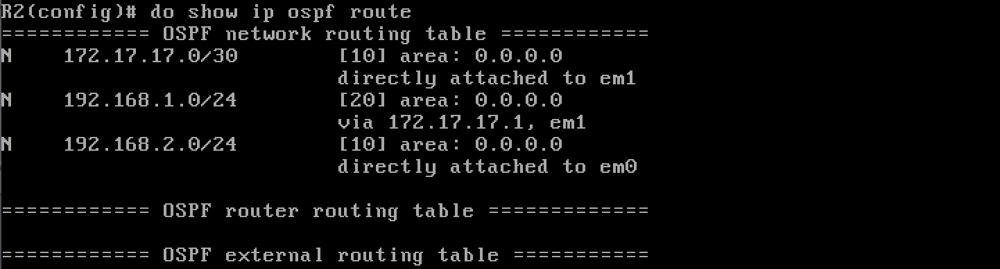 R2(config)# do show ip ospf route
============ OSPF network routing table ============
N    172.17.17.0/30        [10] area: 0.0.0.0
                           directly attached to em1
N    192.168.1.0/24        [20] area: 0.0.0.0
                           via 172.17.17.1, em1
N    192.168.2.0/24        [10] area: 0.0.0.0
                           directly attached to em0

============ OSPF router routing table =============

============ OSPF external routing table ===========